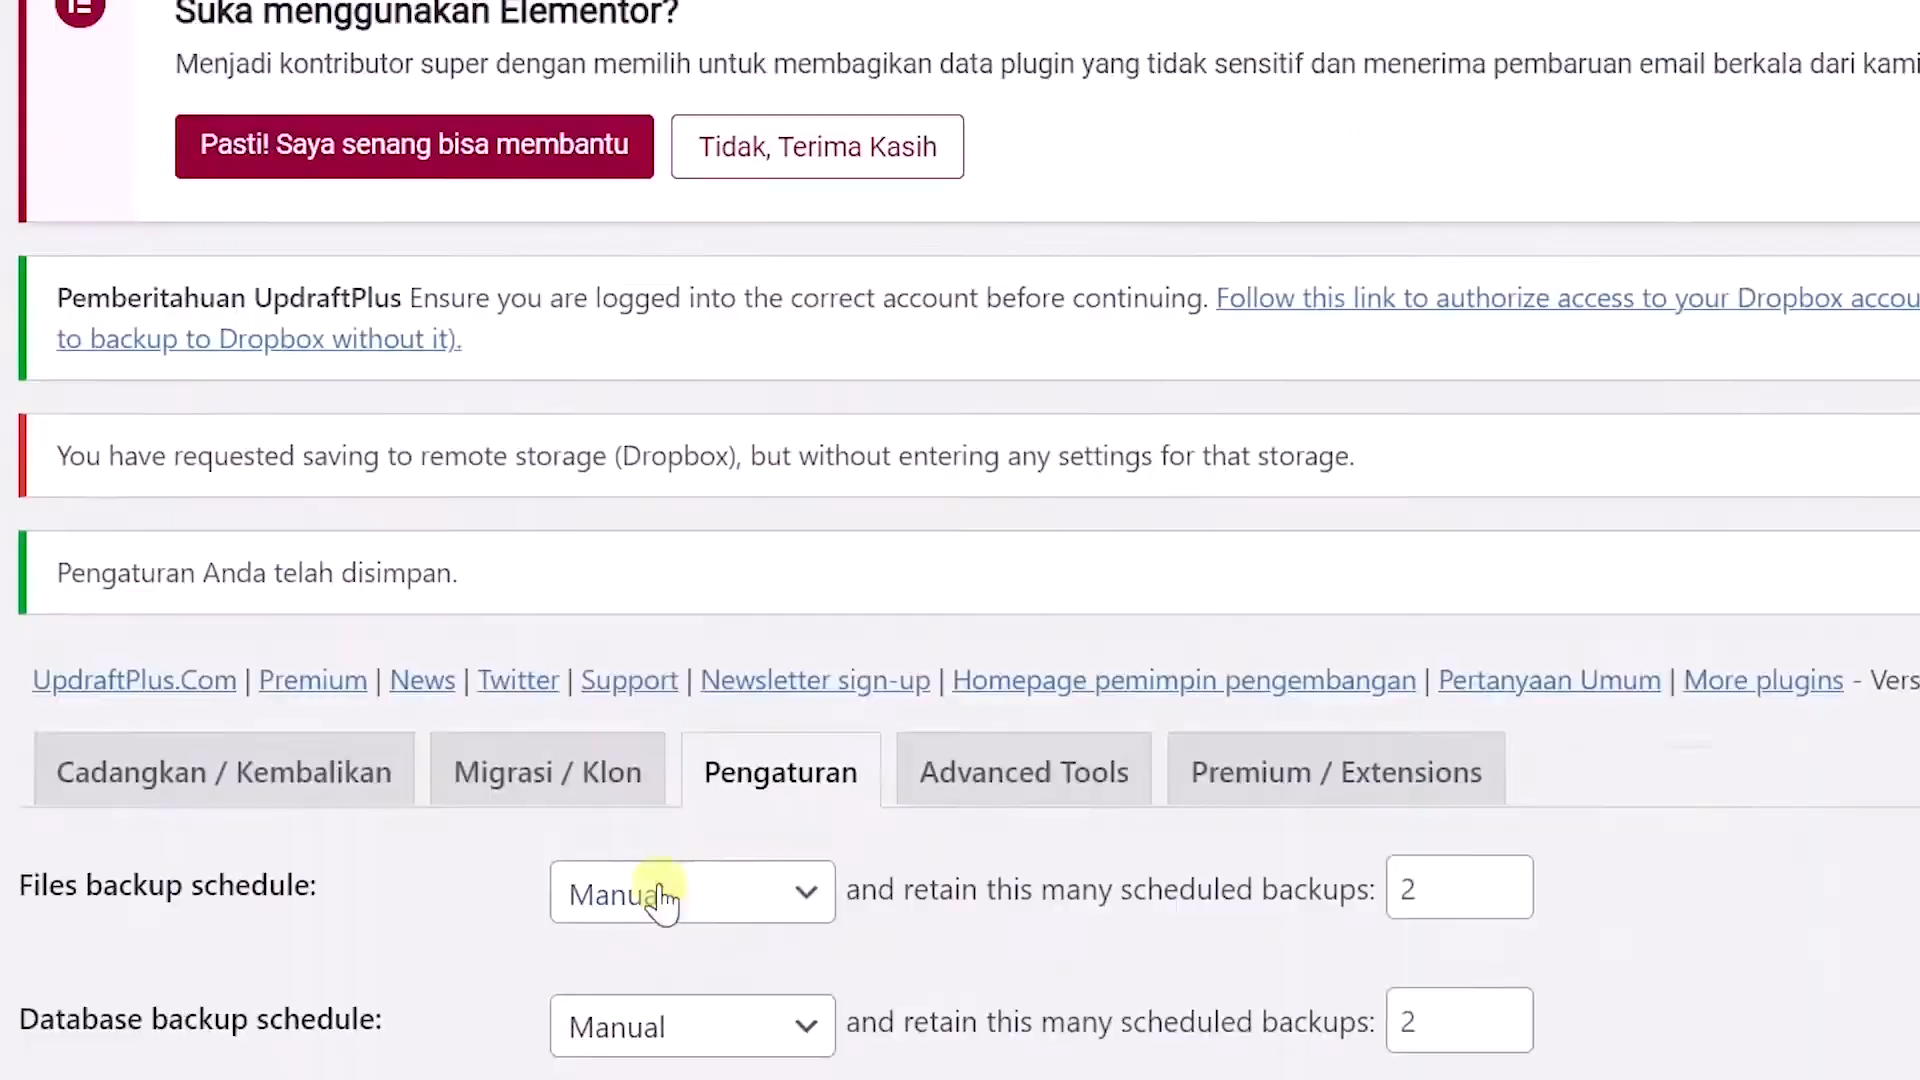 Suka menggunakan Elementor?
Menjadi kontributor super dengan memilih untuk membagikan data plugin yang tidak sensitif dan menerima pembaruan email berkala dari kami
Pasti! Saya senang bisa membantu
Tidak, Terima Kasih
Pemberitahuan UpdraftPlus Ensure you are logged into the correct account before continuing. Follow this link to authorize access to your Dropbox
to backup to Dropbox without it).
You have requested saving to remote storage (Dropbox), but without entering any settings for that storage.
Pengaturan Anda telah disimpan.
UpdraftPlus.Com | Premium | News | Twitter | Support | Newsletter sign-up | Homepage pemimpin pengembangan | Pertanyaan Umum | More plugins -
Cadangkan / Kembalikan Migrasi / Klon Pengaturan Advanced Tools Premium / Extensions
Files backup schedule: Manual and retain this many scheduled backups: 2
Database backup schedule: Manual and retain this many scheduled backups: 2